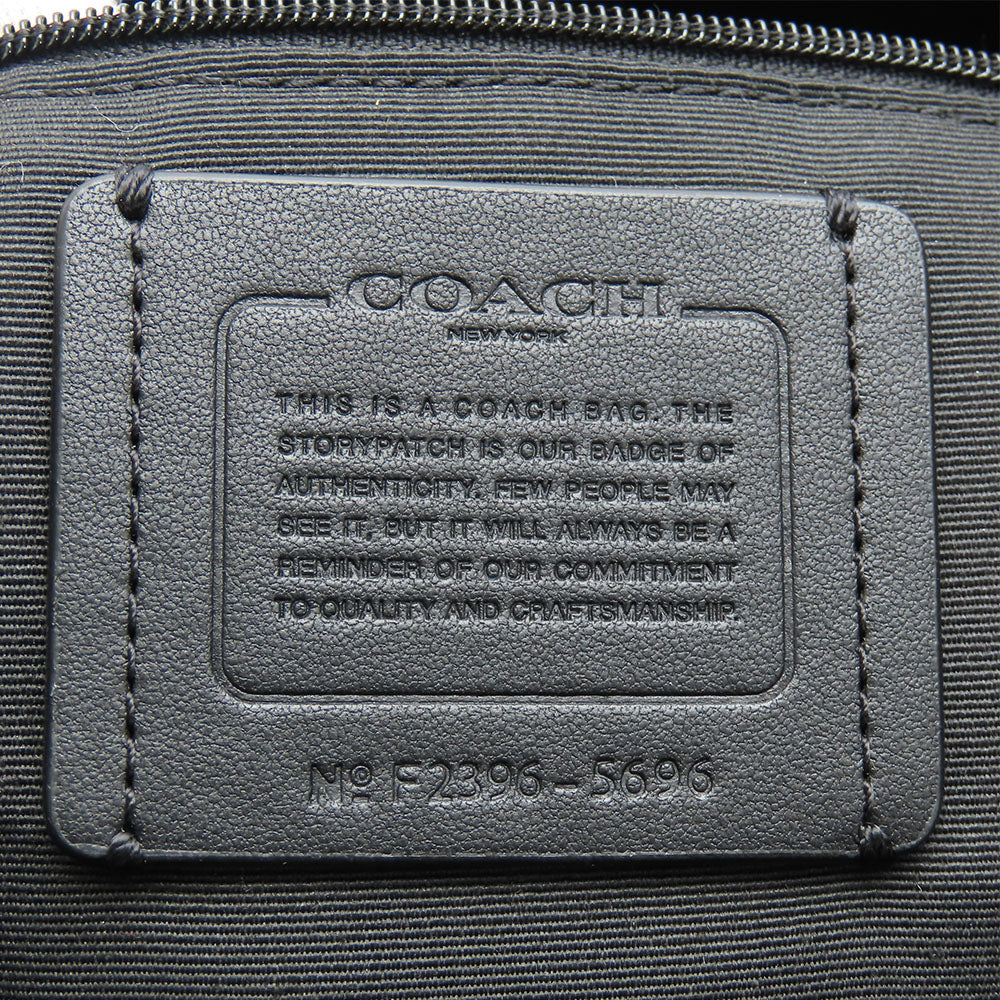 COACH
NEW YORK
THIS IS A COACH BAG. THE
STORYPATCH IS OUR BADGE OF
AUTHENTICITY. FEW PEOPLE MAY
SEE IT, BUT IT WILL ALWAYS BE A
REMINDER OF OUR COMMITMENT
TO QUALITY AND CRAFTSMANSHIP.
Nº F2396-5696